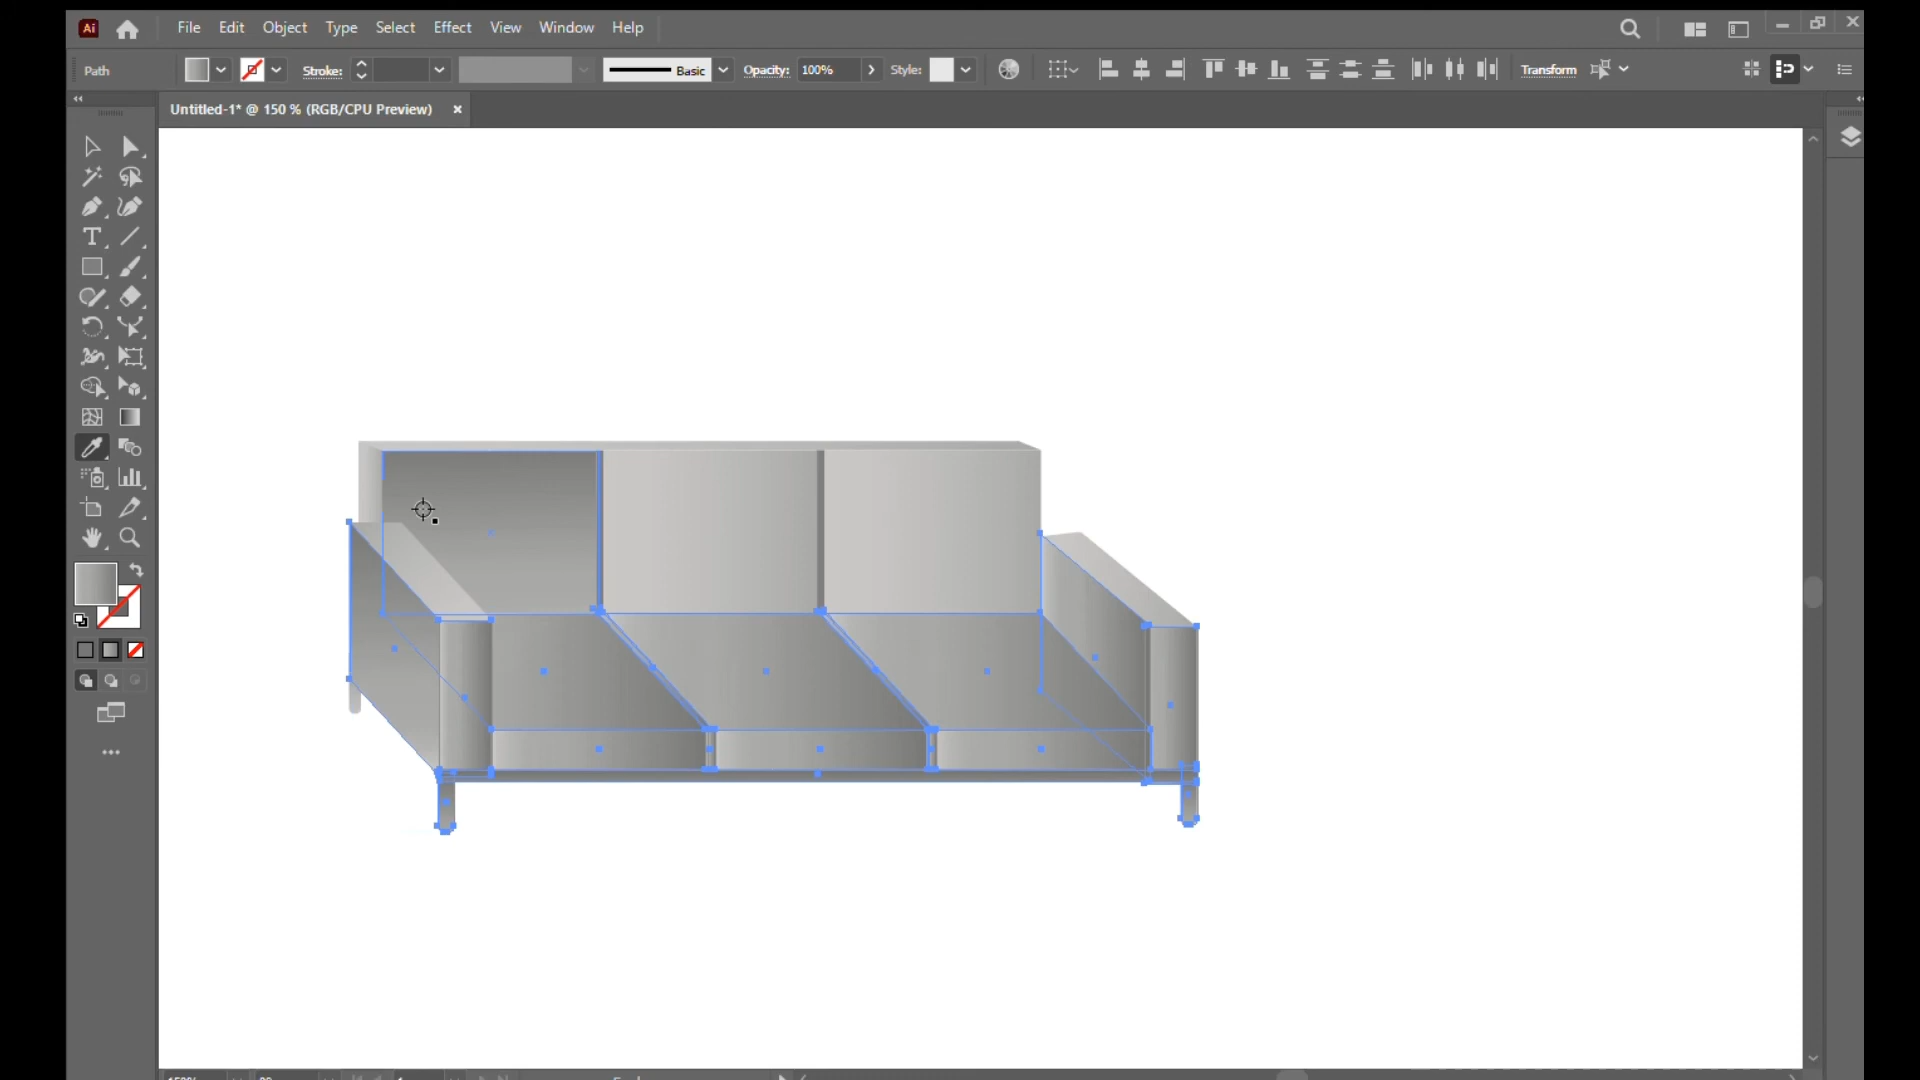 Ai File Edit Object Type Select Effect View Window Help
Path Stroke: Basic Opacity: 100% Style: Transform
Untitled-1* @ 150 % (RGB/CPU Preview)